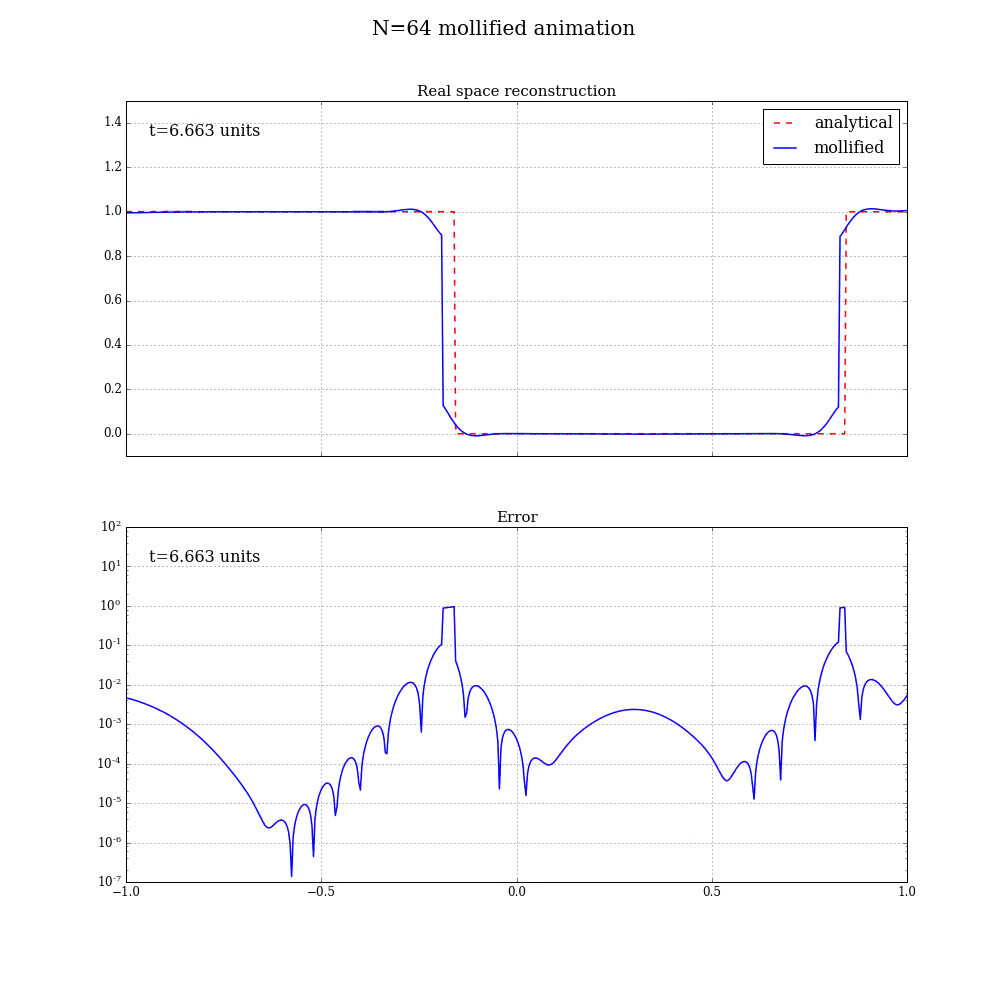 N=64 mollified animation
Real space reconstruction
t=6.663 units
analytical
mollified
1.4
1.2
1.0
0.8
0.6
0.4
0.2
0.0
Error
t=6.663 units
10²
10¹
10⁰
10⁻¹
10⁻²
10⁻³
10⁻⁴
10⁻⁵
10⁻⁶
10⁻⁷
−1.0 −0.5 0.0 0.5 1.0